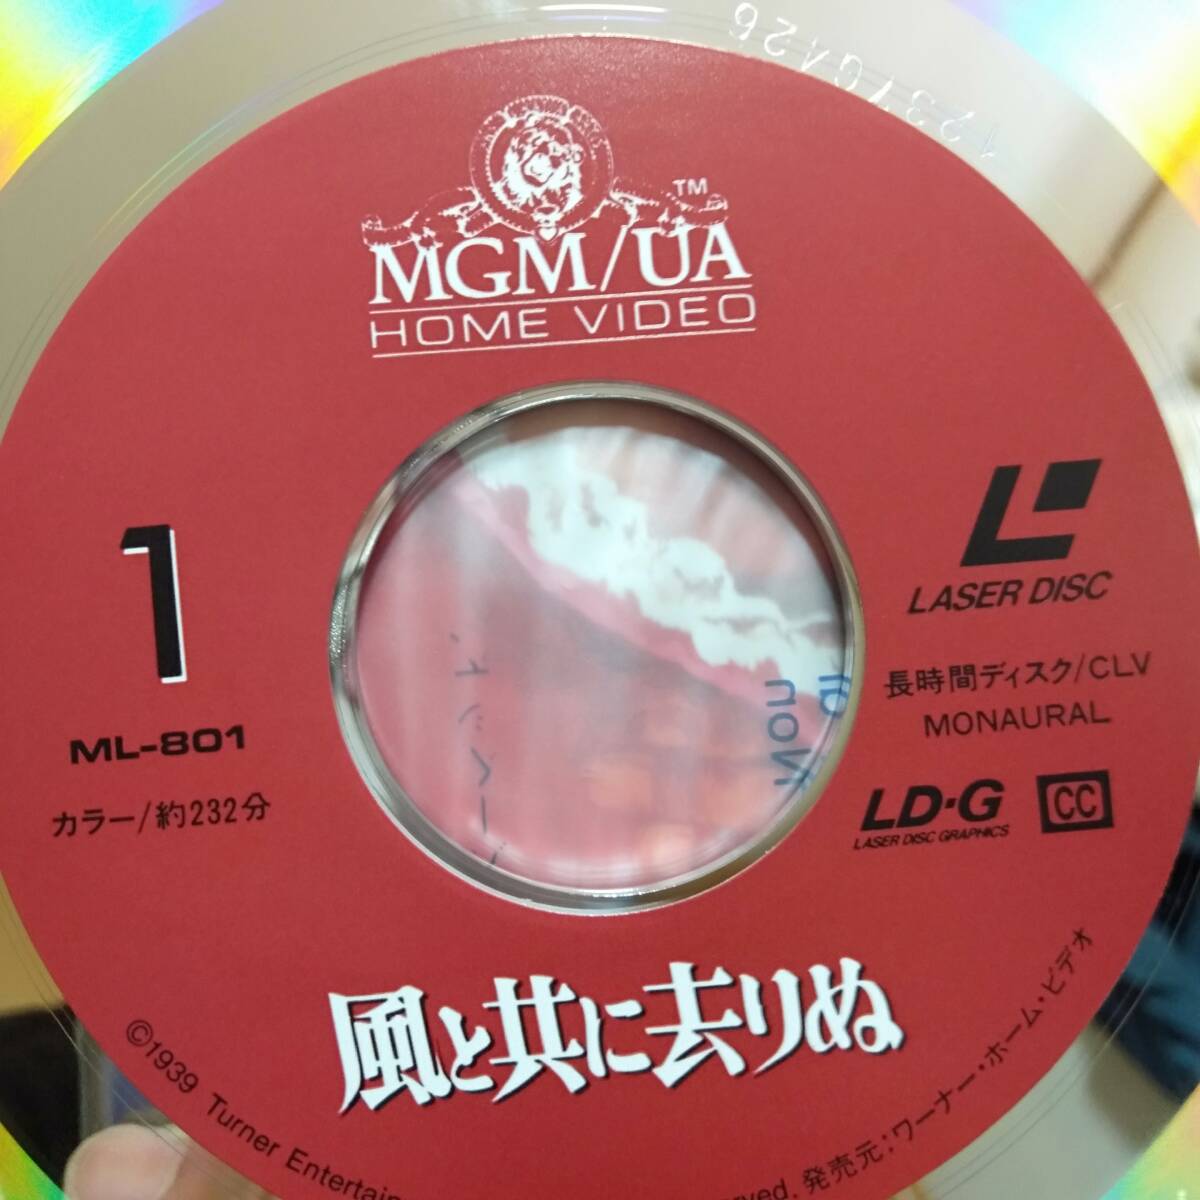 MGM/UA
TM
HOME VIDEO
1
ML-801
カラー/約232分
LASER DISC
長時間ディスク/CLV
MONAURAL
LD·G
LASER DISC GRAPHICS
CC
風と共に去りぬ
©1939 Turner Entertain
rved. 発売元:ワーナー・ホーム・ビデオ